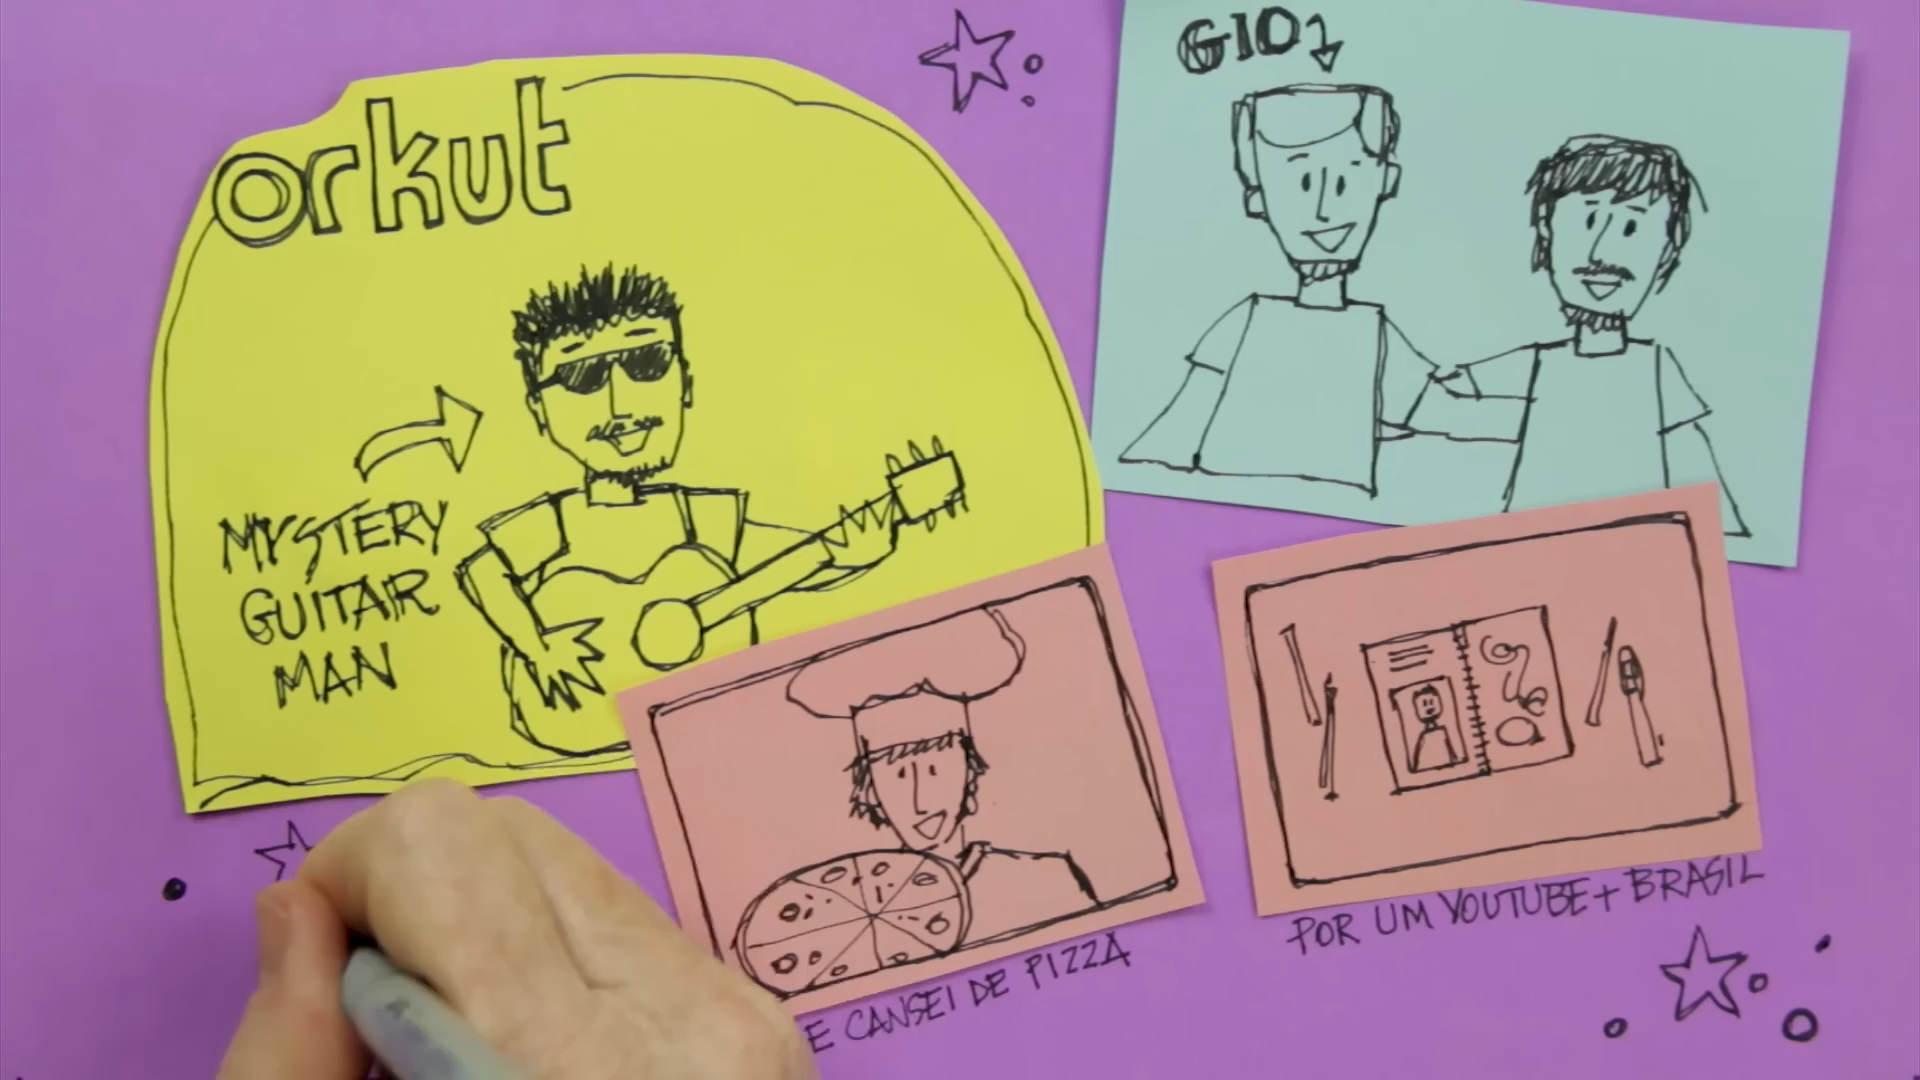 orkut
GIO
MYSTERY
GUITAR
MAN
POR UM YOUTUBE + BRASIL
E CANSEI DE PIZZA